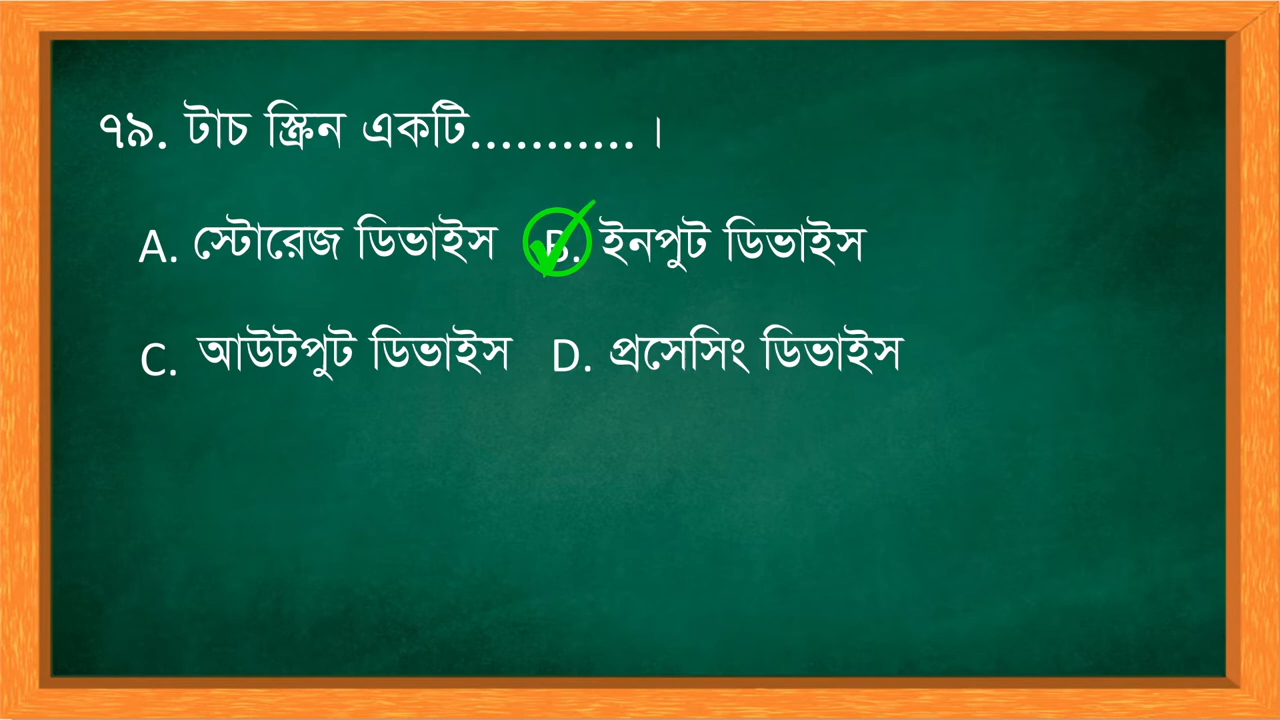 ৭৯. টাচ স্ক্রিন একটি...........।
A. স্টোরেজ ডিভাইস B. ইনপুট ডিভাইস
C. আউটপুট ডিভাইস D. প্রসেসিং ডিভাইস